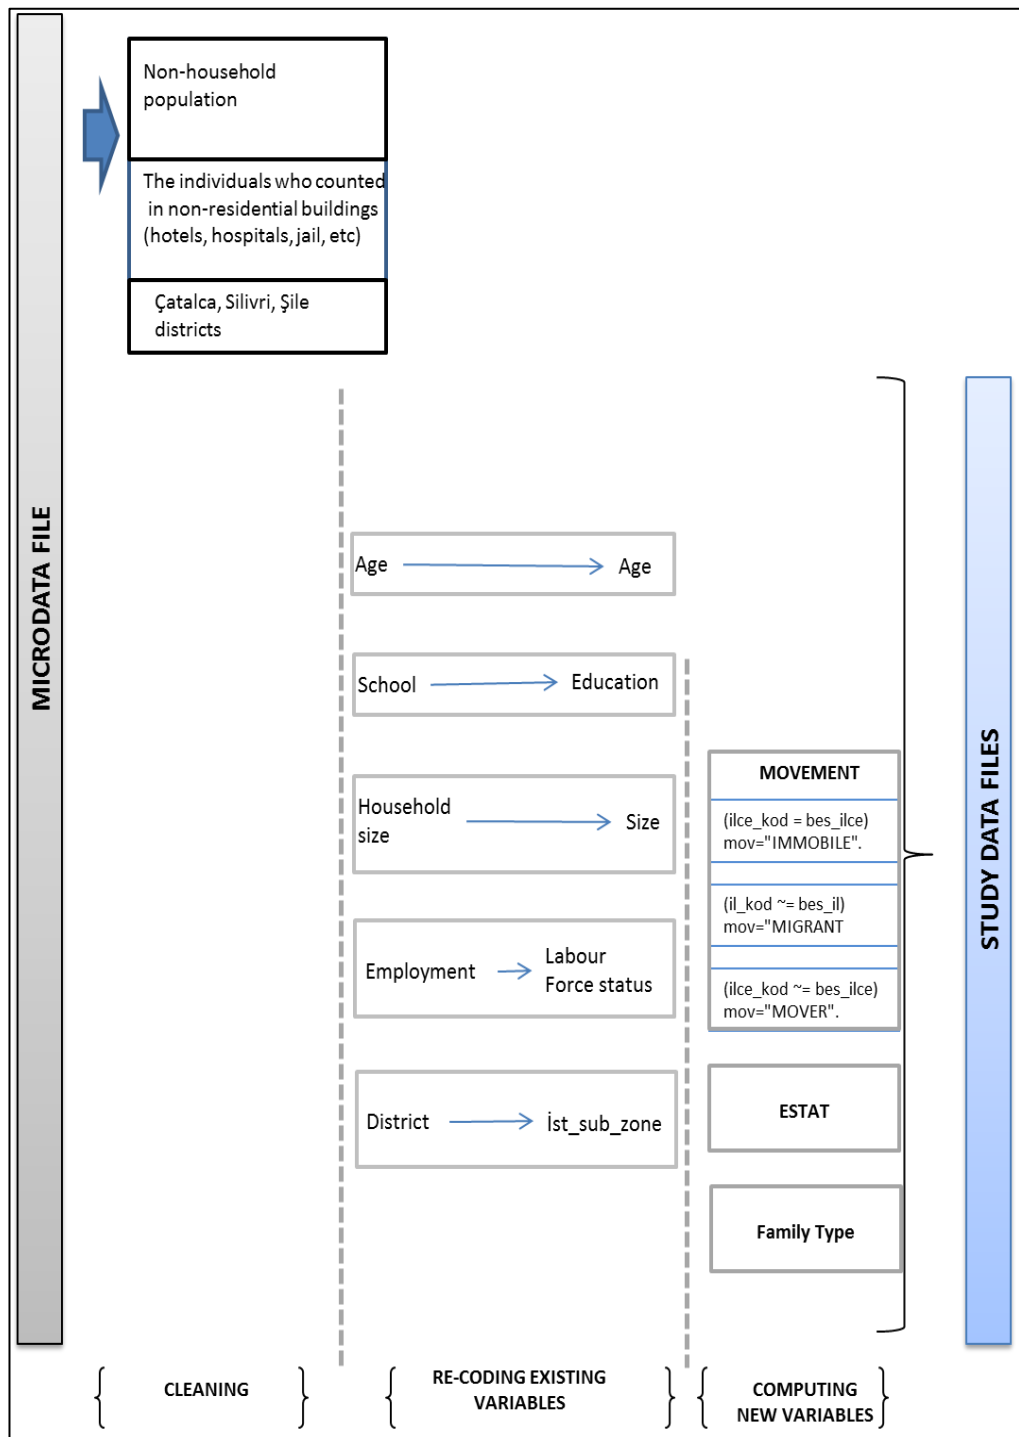 MICRODATA FILE
Non-household
population
The individuals who counted
in non-residential buildings
(hotels, hospitals, jail, etc)
Çatalca, Silivri, Şile
districts
Age
Age
School
Education
Household
size
Size
Employment
Labour
Force status
District
İst_sub_zone
MOVEMENT
(ilce_kod = bes_ilce)
mov="IMMOBILE".
(il_kod ~= bes_il)
mov="MIGRANT
(ilce_kod ~= bes_ilce)
mov="MOVER".
ESTAT
Family Type
STUDY DATA FILES
CLEANING
RE-CODING EXISTING
VARIABLES
COMPUTING
NEW VARIABLES